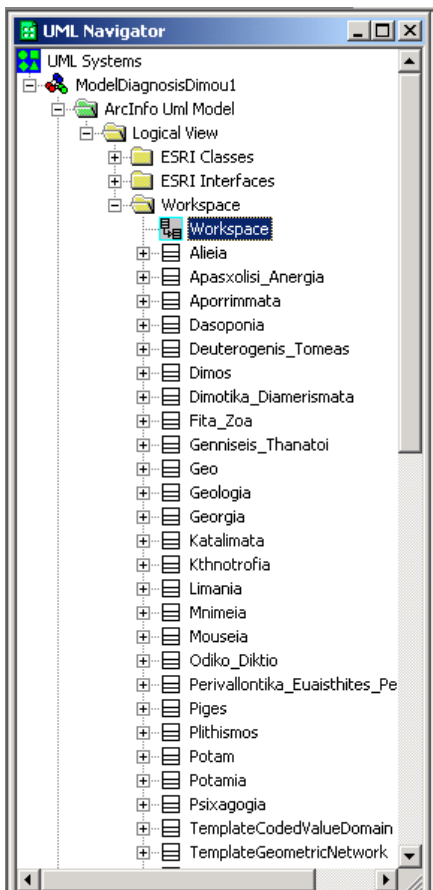 UML Navigator
UML Systems
ModelDiagnosisDimou1
ArcInfo Uml Model
Logical View
ESRI Classes
ESRI Interfaces
Workspace
Workspace
Alieia
Apasxolisi_Anergia
Aporrimmata
Dasoponia
Deuterogenis_Tomeas
Dimos
Dimotika_Diamerismata
Fita_Zoa
Genniseis_Thanatoi
Geo
Geologia
Georgia
Katalimata
Kthnotrofia
Limania
Mnimeia
Mouseia
Odiko_Diktio
Perivallontika_Euaisthites_Pe
Piges
Plithismos
Potam
Potamia
Psixagogia
TemplateCodedValueDomain
TemplateGeometricNetwork